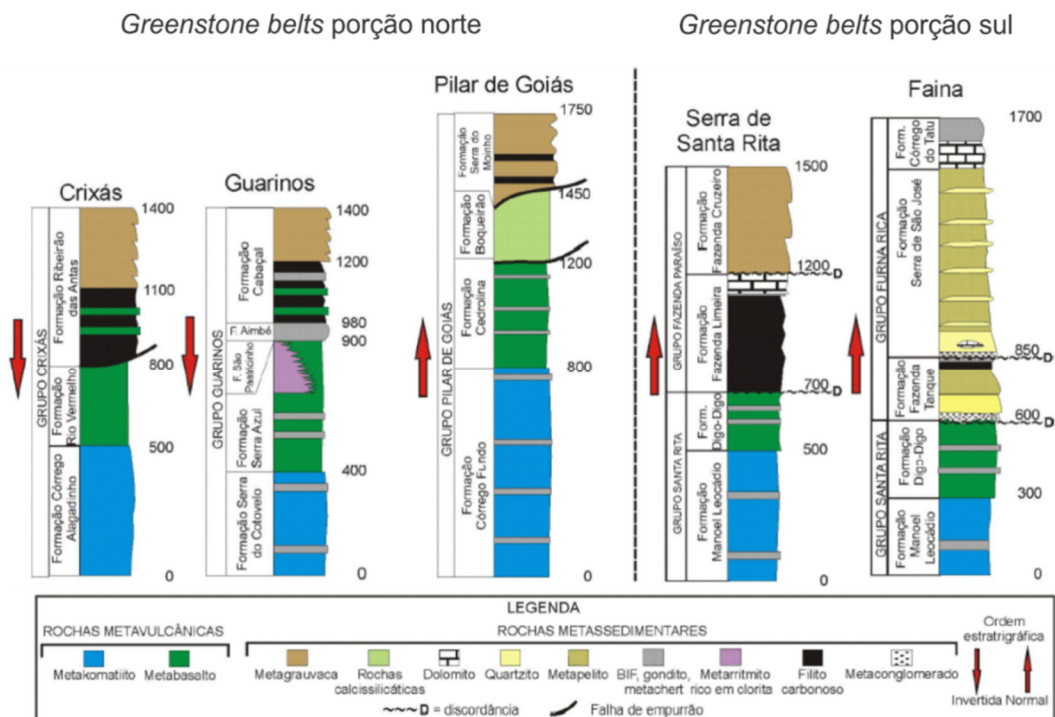 Greenstone belts porção norte
Greenstone belts porção sul
Crixás
GRUPO CRIXÁS
Formação Ribeirão
das Antas
Formação
Rio Vermelho
Formação Córrego
Alagadinho
1400
1100
800
500
0
Guarinos
GRUPO GUARINOS
Formação
Cabaçal
F. Aimbé
F. São
Paatricinho
Formação
Serra Azul
Formação Serra
do Cotovelo
1400
1200
980
900
400
0
Pilar de Goiás
GRUPO PILAR DE GOIÁS
Formação
Serra do
Moinho
Formação
Boqueirão
Formação
Cedrolina
Formação
Córrego Fundo
1750
1450
1200
800
0
Serra de
Santa Rita
GRUPO FAZENDA PARAÍSO
GRUPO SANTA RITA
Formação
Fazenda Cruzeiro
Formação
Fazenda Limeira
Form.
Digo-Digo
Formação
Manoel Leocádio
1500
1200 D
700 D
500
0
Faina
GRUPO FURNA RICA
GRUPO SANTA RITA
Form.
Córrego
do Tatu
Formação
Serra de São José
Formação
Fazenda
Tanque
Formação
Digo-Digo
Formação
Manoel
Leocádio
1700
850
D
600
D
300
0
LEGENDA
ROCHAS METAVULCÂNICAS
ROCHAS METASSEDIMENTARES
Ordem
estratigráfica
Metakomatiito
Metabasalto
Metagrauvaca
Rochas
calcissilicáticas
Dolomito
Quartzito
Metapelito
BIF, gondito,
metachert
Metarritmito
rico em clorita
Filito
carbonoso
Metaconglomerado
Invertida
Normal
D = discordância
Falha de empurrão